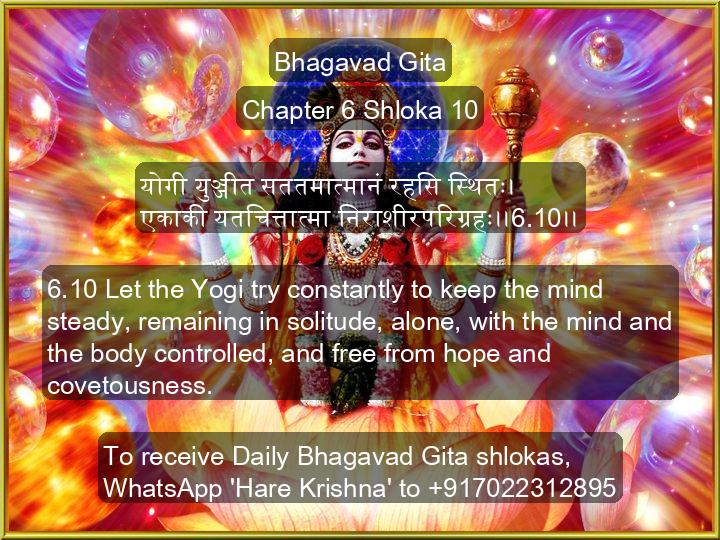 Bhagavad Gita
Chapter 6 Shloka 10
योगी युञ्जीत सततमात्मानं रहसि स्थितः।
एकाकी यतचित्तात्मा निराशीरपरिग्रहः।।6.10।।
6.10 Let the Yogi try constantly to keep the mind
steady, remaining in solitude, alone, with the mind and
the body controlled, and free from hope and
covetousness.
To receive Daily Bhagavad Gita shlokas,
WhatsApp 'Hare Krishna' to +917022312895